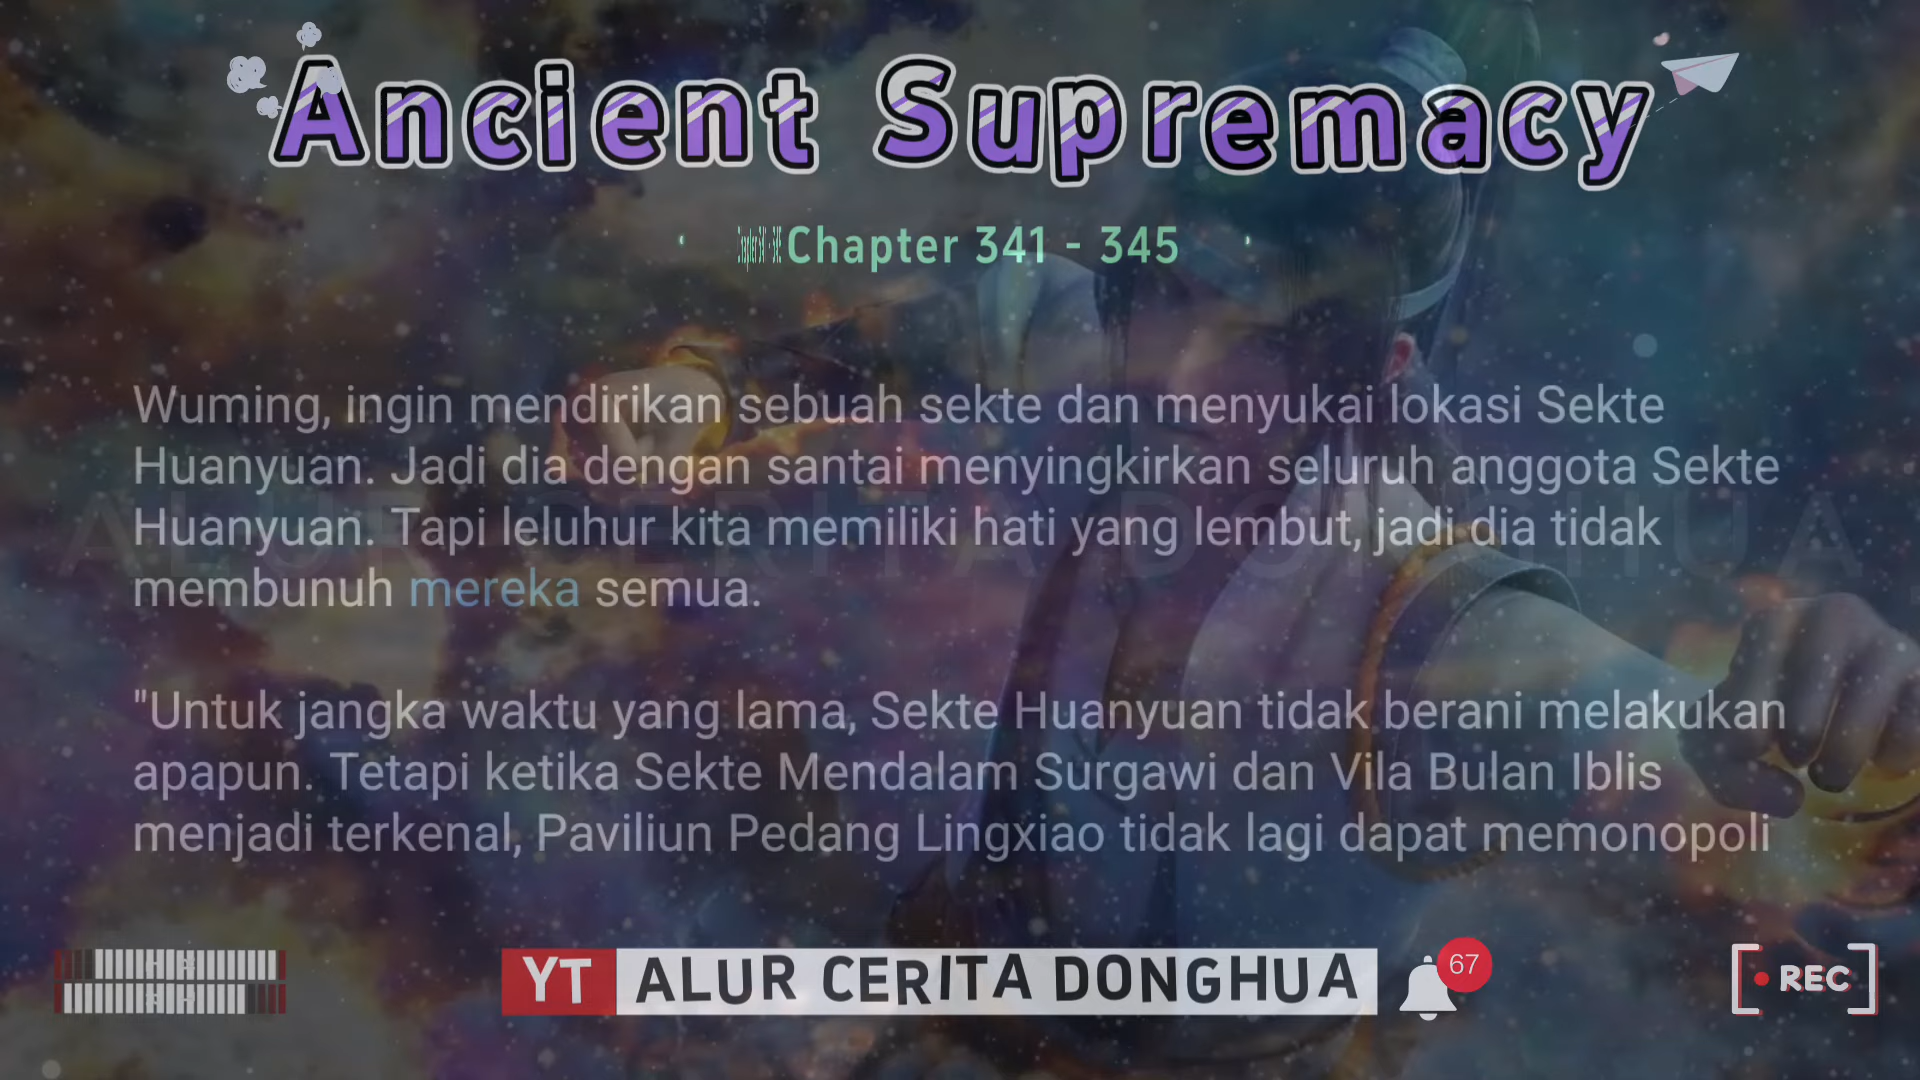 Ancient Supremacy
Chapter 341 - 345
Wuming, ingin mendirikan sebuah sekte dan menyukai lokasi Sekte
Huanyuan. Jadi dia dengan santai menyingkirkan seluruh anggota Sekte
Huanyuan. Tapi leluhur kita memiliki hati yang lembut, jadi dia tidak
membunuh mereka semua.
ALUR CERITA DONGHUA
"Untuk jangka waktu yang lama, Sekte Huanyuan tidak berani melakukan
apapun. Tetapi ketika Sekte Mendalam Surgawi dan Vila Bulan Iblis
menjadi terkenal, Paviliun Pedang Lingxiao tidak lagi dapat memonopoli
YT ALUR CERITA DONGHUA
67
REC